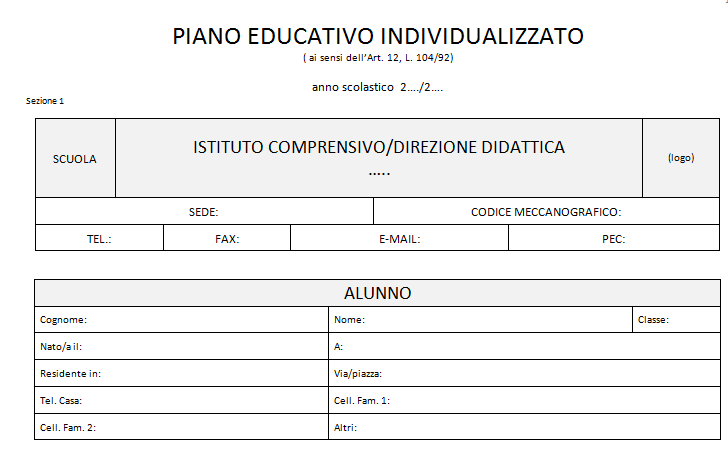 PIANO EDUCATIVO INDIVIDUALIZZATO
( ai sensi dell'Art. 12, L. 104/92)
anno scolastico 2..../2....
Sezione 1
SCUOLA
ISTITUTO COMPRENSIVO/DIREZIONE DIDATTICA
.....
(logo)
SEDE:
CODICE MECCANOGRAFICO:
TEL.:
FAX:
E-MAIL:
PEC:
ALUNNO
Cognome:
Nome:
Classe:
Nato/a il:
A:
Residente in:
Via/piazza:
Tel. Casa:
Cell. Fam. 1:
Cell. Fam. 2:
Altri: